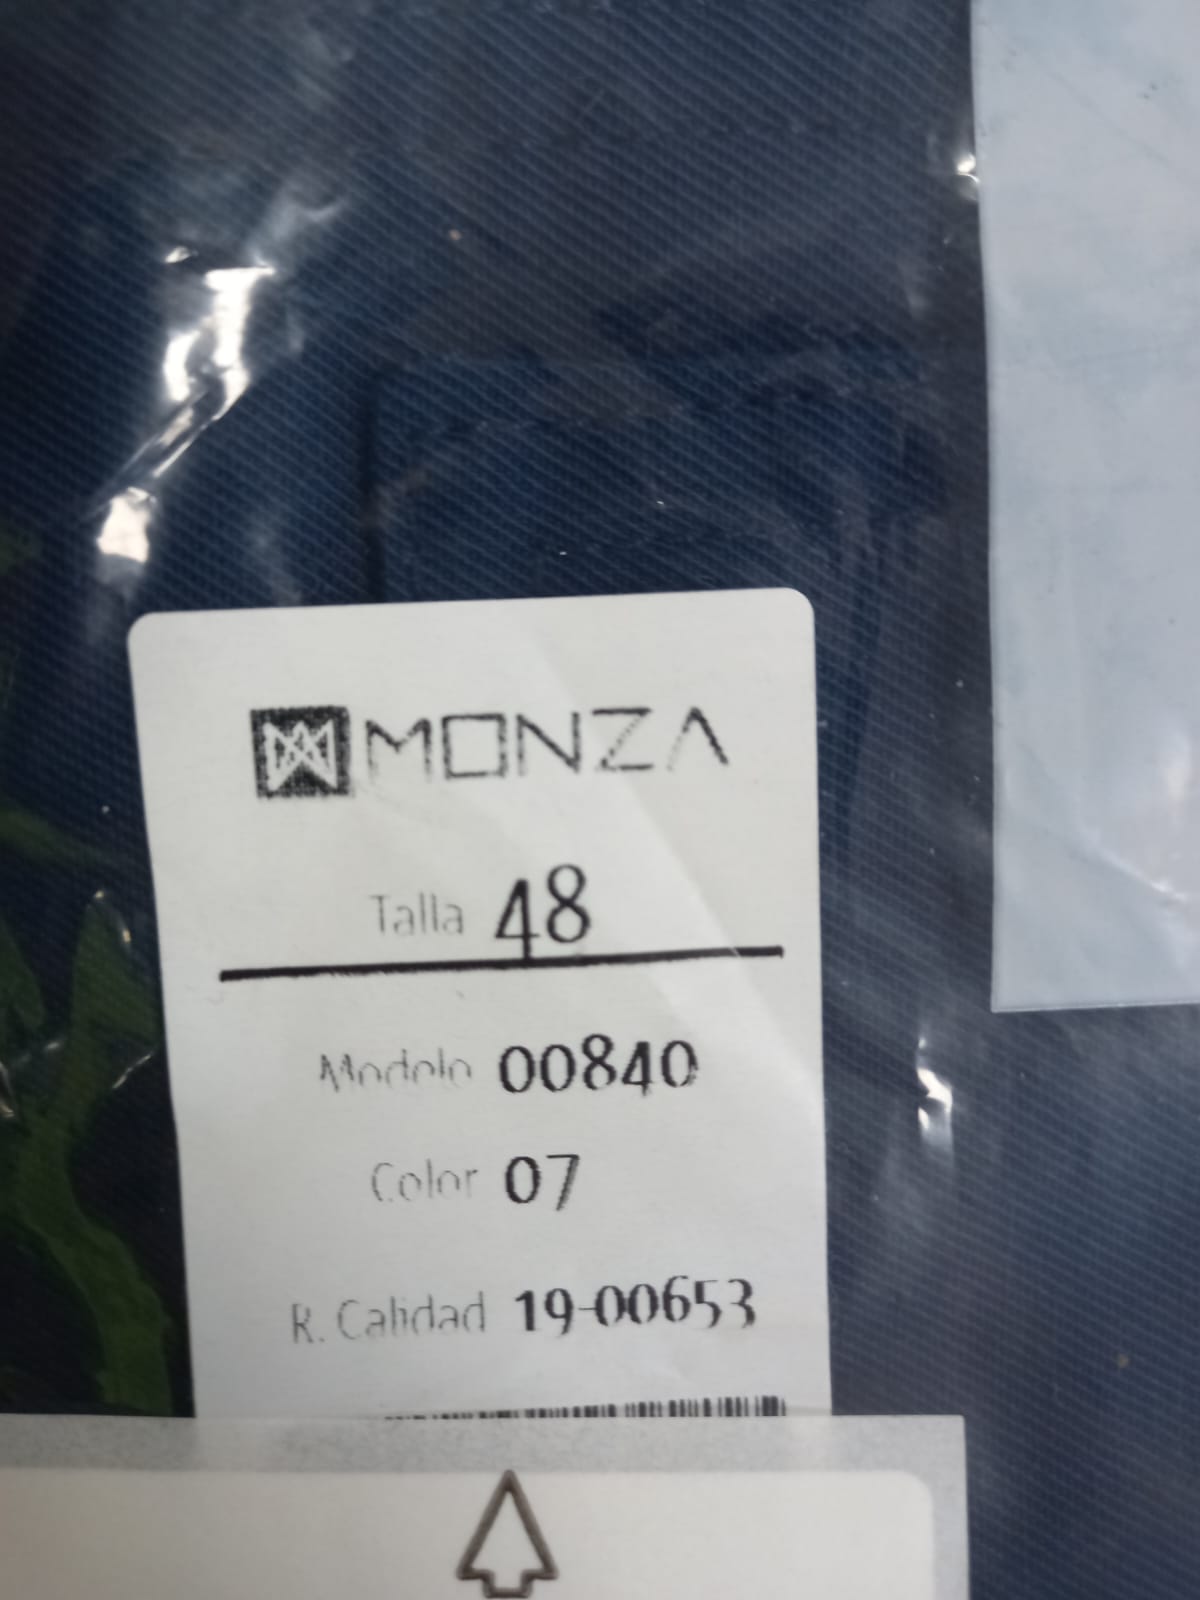 MONZA
Talla 48
Modelo 00840
Color 07
R. Calidad 19-00653